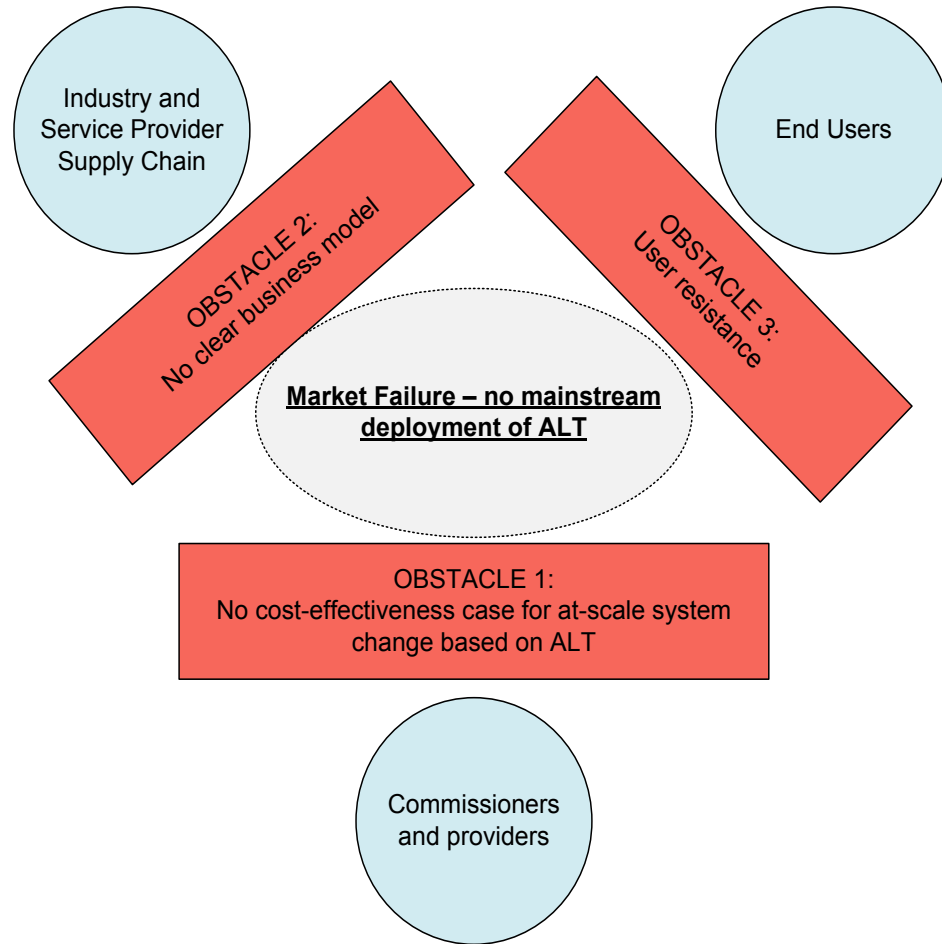 Industry and
Service Provider
Supply Chain
End Users
OBSTACLE 2:
No clear business model
OBSTACLE 3:
User resistance
Market Failure – no mainstream
deployment of ALT
OBSTACLE 1:
No cost-effectiveness case for at-scale system
change based on ALT
Commissioners
and providers